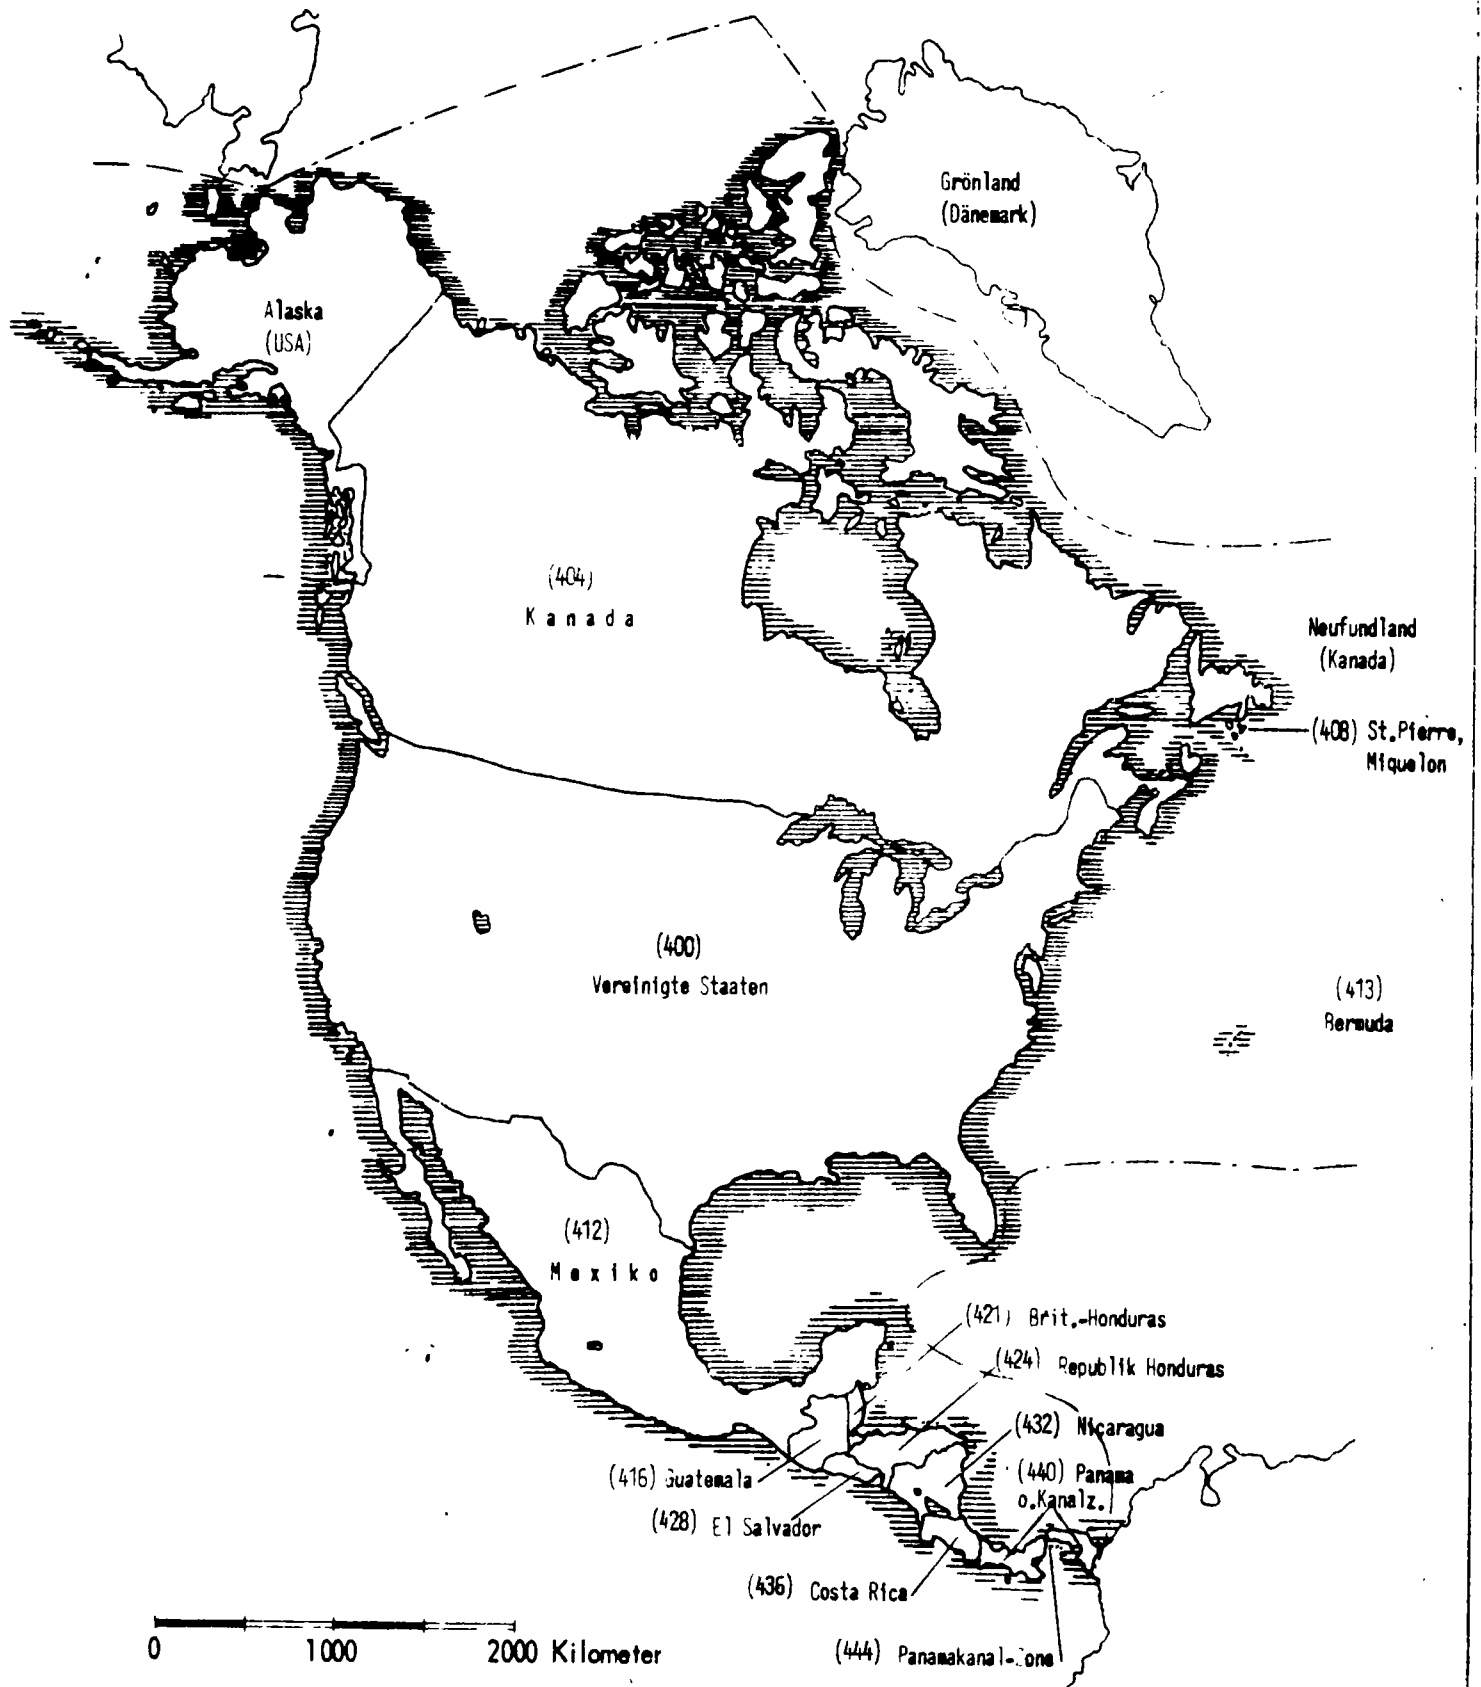 Grönland
(Dänemark)
Alaska
(USA)
(404)
Kanada
Neufundland
(Kanada)
(408) St.Pierre,
Miquelon
(400)
Vereinigte Staaten
(413)
Bermuda
(412)
Mexiko
(421) Brit.-Honduras
(424) Republik Honduras
(432) Nicaragua
(440) Panama
o.Kanalz.
(416) Guatemala
(428) El Salvador
(436) Costa Rica
(444) Panamakanal-Zone
0 1000 2000 Kilometer